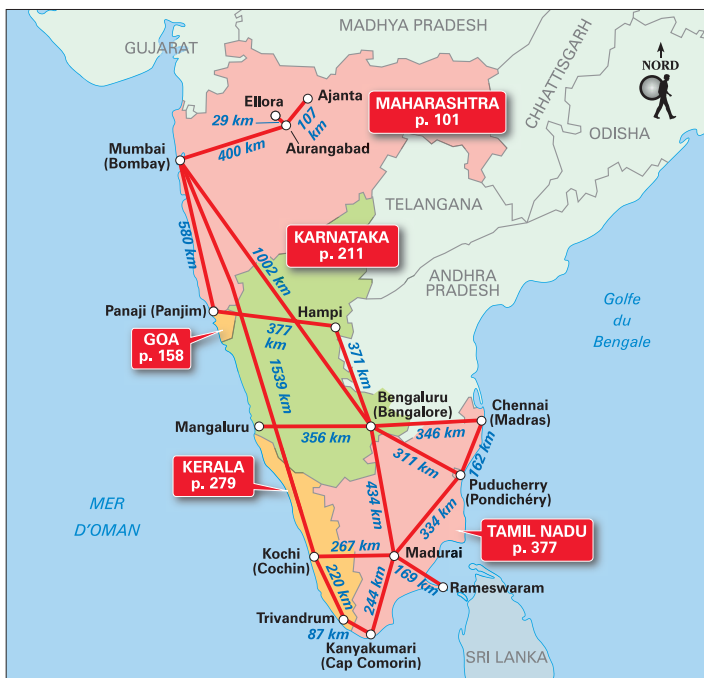 MADHYA PRADESH
GUJARAT
CHHATTISGARH
NORD
ODISHA
Ellora
Ajanta
MAHARASHTRA
p. 101
29 km
107 km
Aurangabad
400 km
Mumbai
(Bombay)
TELANGANA
580 km
1002 km
KARNATAKA
p. 211
ANDHRA
PRADESH
Golfe
du
Bengale
Panaji (Panjim)
Hampi
377
km
GOA
p. 158
371 km
1539 km
Bengaluru
(Bangalore)
Chennai
(Madras)
Mangaluru
356 km
346 km
311 km
162 km
KERALA
p. 279
Puducherry
(Pondichéry)
MER
D'OMAN
434 km
334 km
TAMIL NADU
p. 377
Kochi
(Cochin)
267 km
Madurai
220 km
244 km
169 km
Rameswaram
Trivandrum
87 km
Kanyakumari
(Cap Comorin)
SRI LANKA